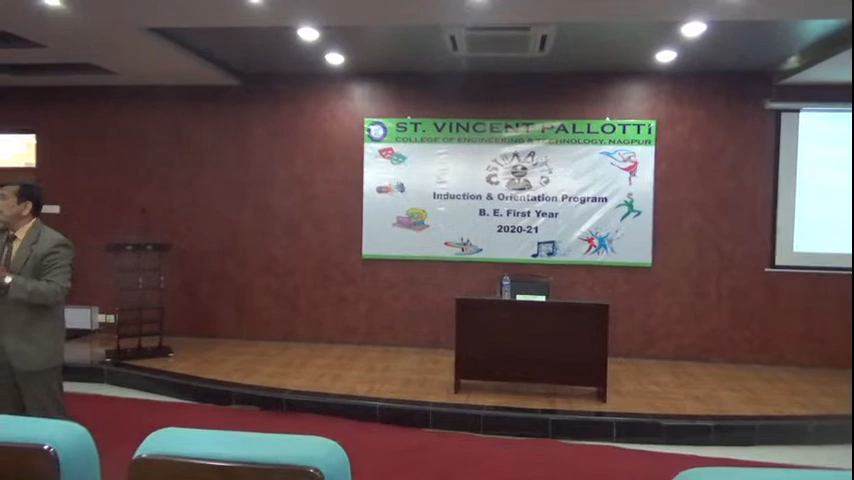 ST. VINCENT PALLOTTI
COLLEGE OF ENGINEERING & TECHNOLOGY, NAGPUR
Induction & Orientation Program
B. E. First Year
2020-21